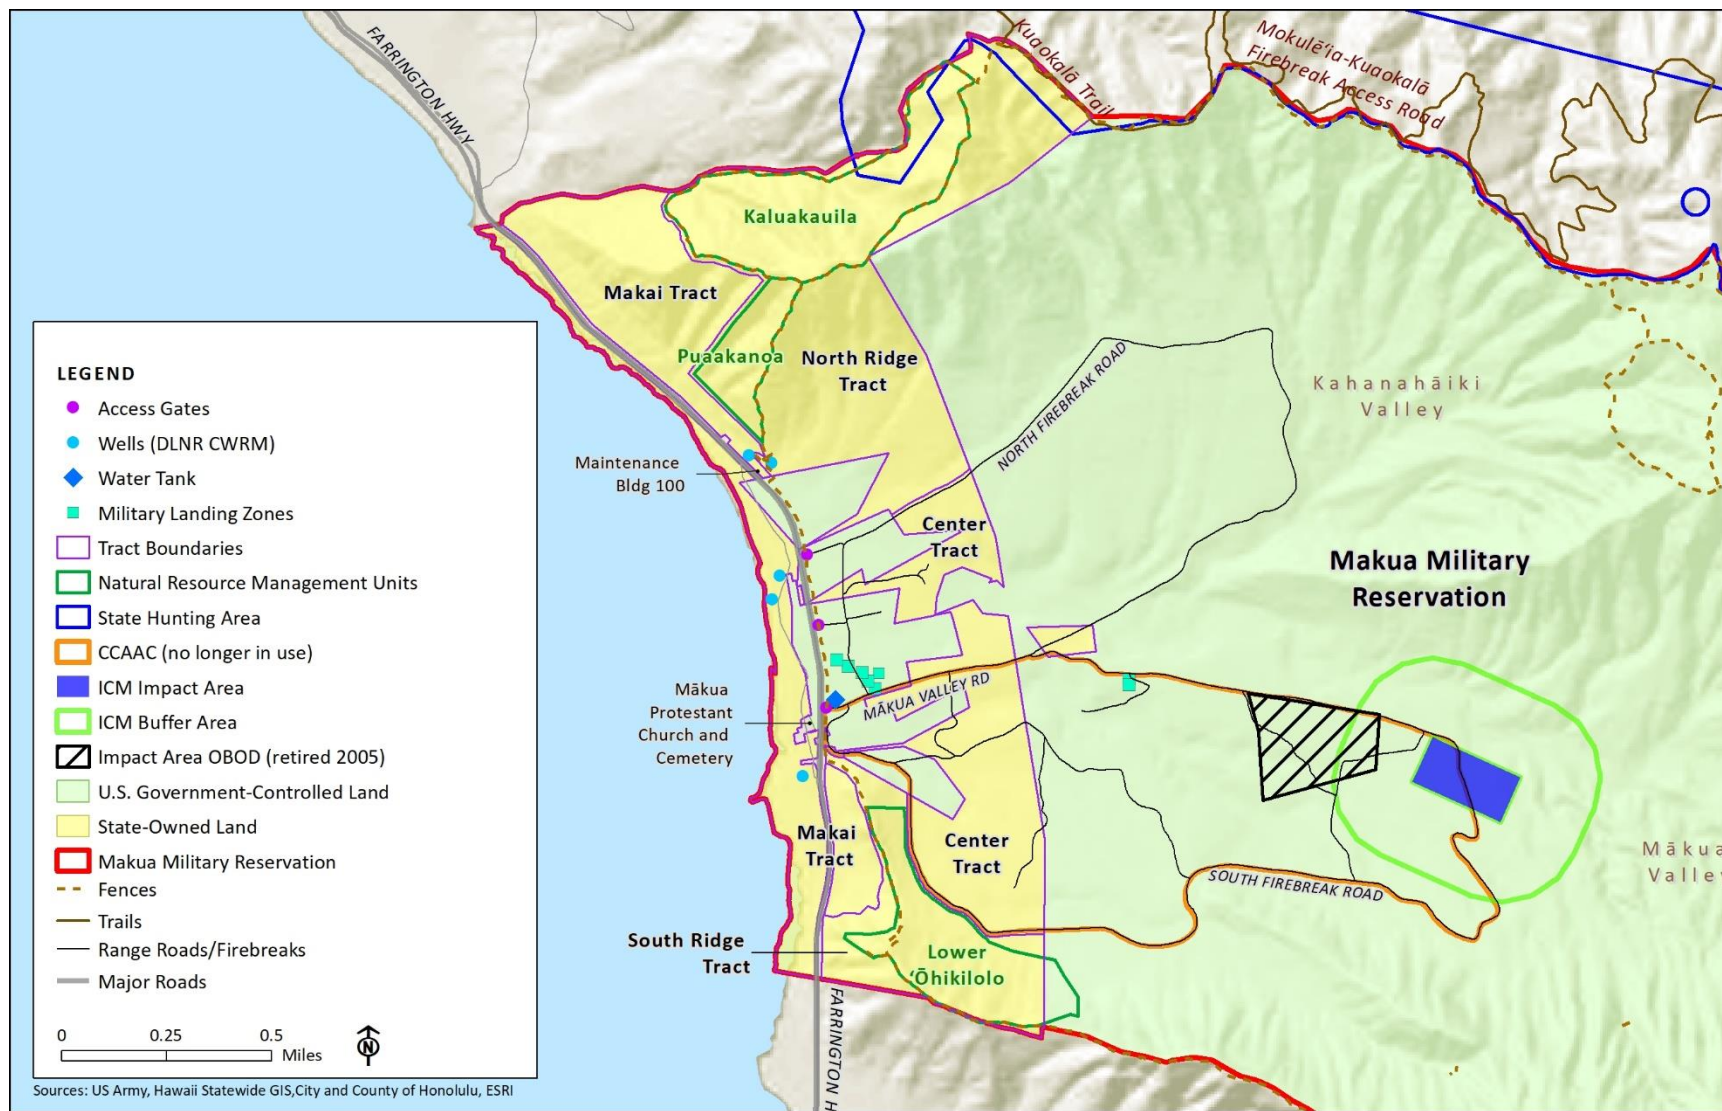 FARRINGTON HWY
Kuaokalā Trail
Mokulē‘ia-Kuaokalā
Firebreak Access Road
Kaluakauila
Makai Tract
Puaakanoa
North Ridge
Tract
NORTH FIREBREAK ROAD
Kahanahāiki
Valley
Maintenance
Bldg 100
Center
Tract
Makua Military
Reservation
MĀKUA VALLEY RD
Mākua
Protestant
Church and
Cemetery
Makai
Tract
Center
Tract
SOUTH FIREBREAK ROAD
Mākua
Valley
South Ridge
Tract
Lower
‘Ōhikilolo
FARRINGTON H
LEGEND
Access Gates
Wells (DLNR CWRM)
Water Tank
Military Landing Zones
Tract Boundaries
Natural Resource Management Units
State Hunting Area
CCAAC (no longer in use)
ICM Impact Area
ICM Buffer Area
Impact Area OBOD (retired 2005)
U.S. Government-Controlled Land
State-Owned Land
Makua Military Reservation
Fences
Trails
Range Roads/Firebreaks
Major Roads
0 0.25 0.5
Miles
N
Sources: US Army, Hawaii Statewide GIS,City and County of Honolulu, ESRI